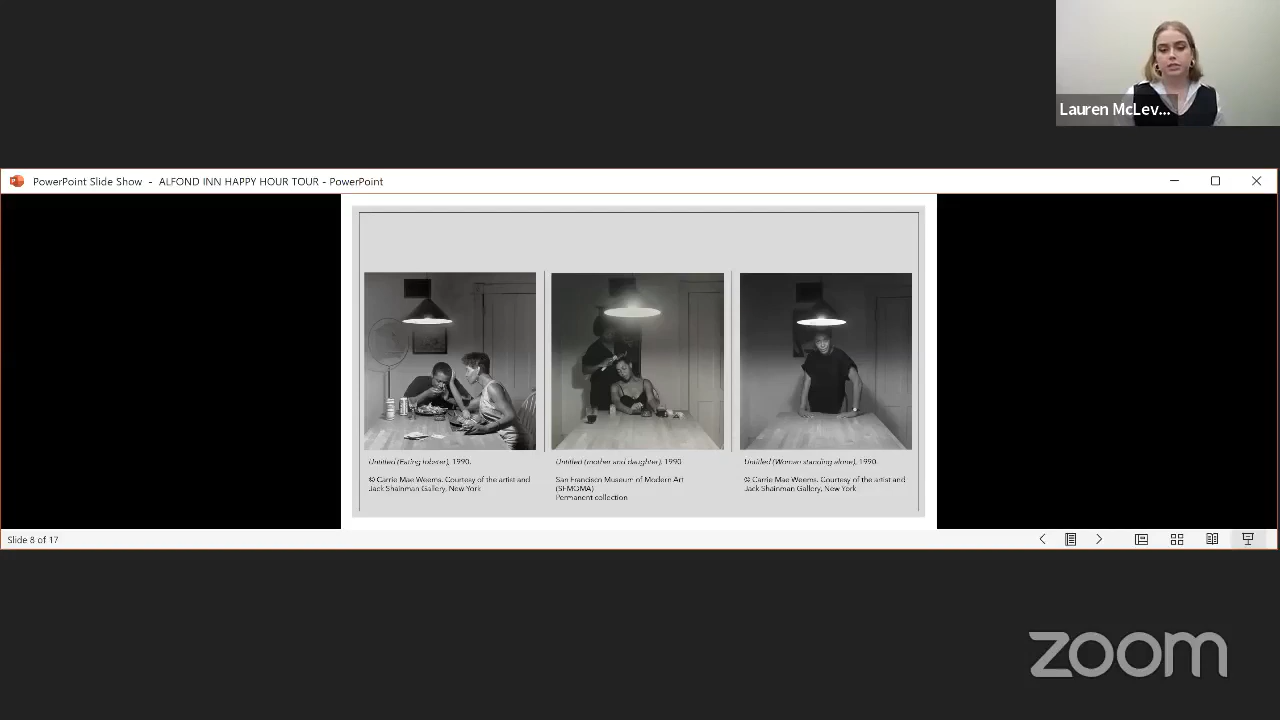 Lauren McLev...
PowerPoint Slide Show - ALFOND INN HAPPY HOUR TOUR - PowerPoint
Untitled (Eating lobster), 1990.
© Carrie Mae Weems. Courtesy of the artist and
Jack Shainman Gallery, New York
Untitled (mother and daughter), 1990
San Francison Museum of Modern Art
(SFMOMA)
Permanent collection
Untitled (Woman standing alone), 1990.
© Carrie Mae Weems. Courtesy of the artist and
Jack Shainman Gallery, New York
Slide 8 of 17
zoom